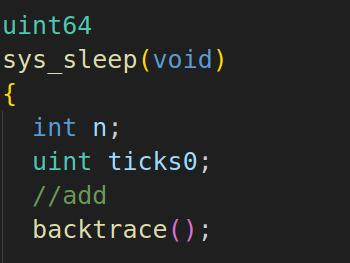 uint64
sys_sleep(void)
{
  int n;
  uint ticks0;
  //add
  backtrace();